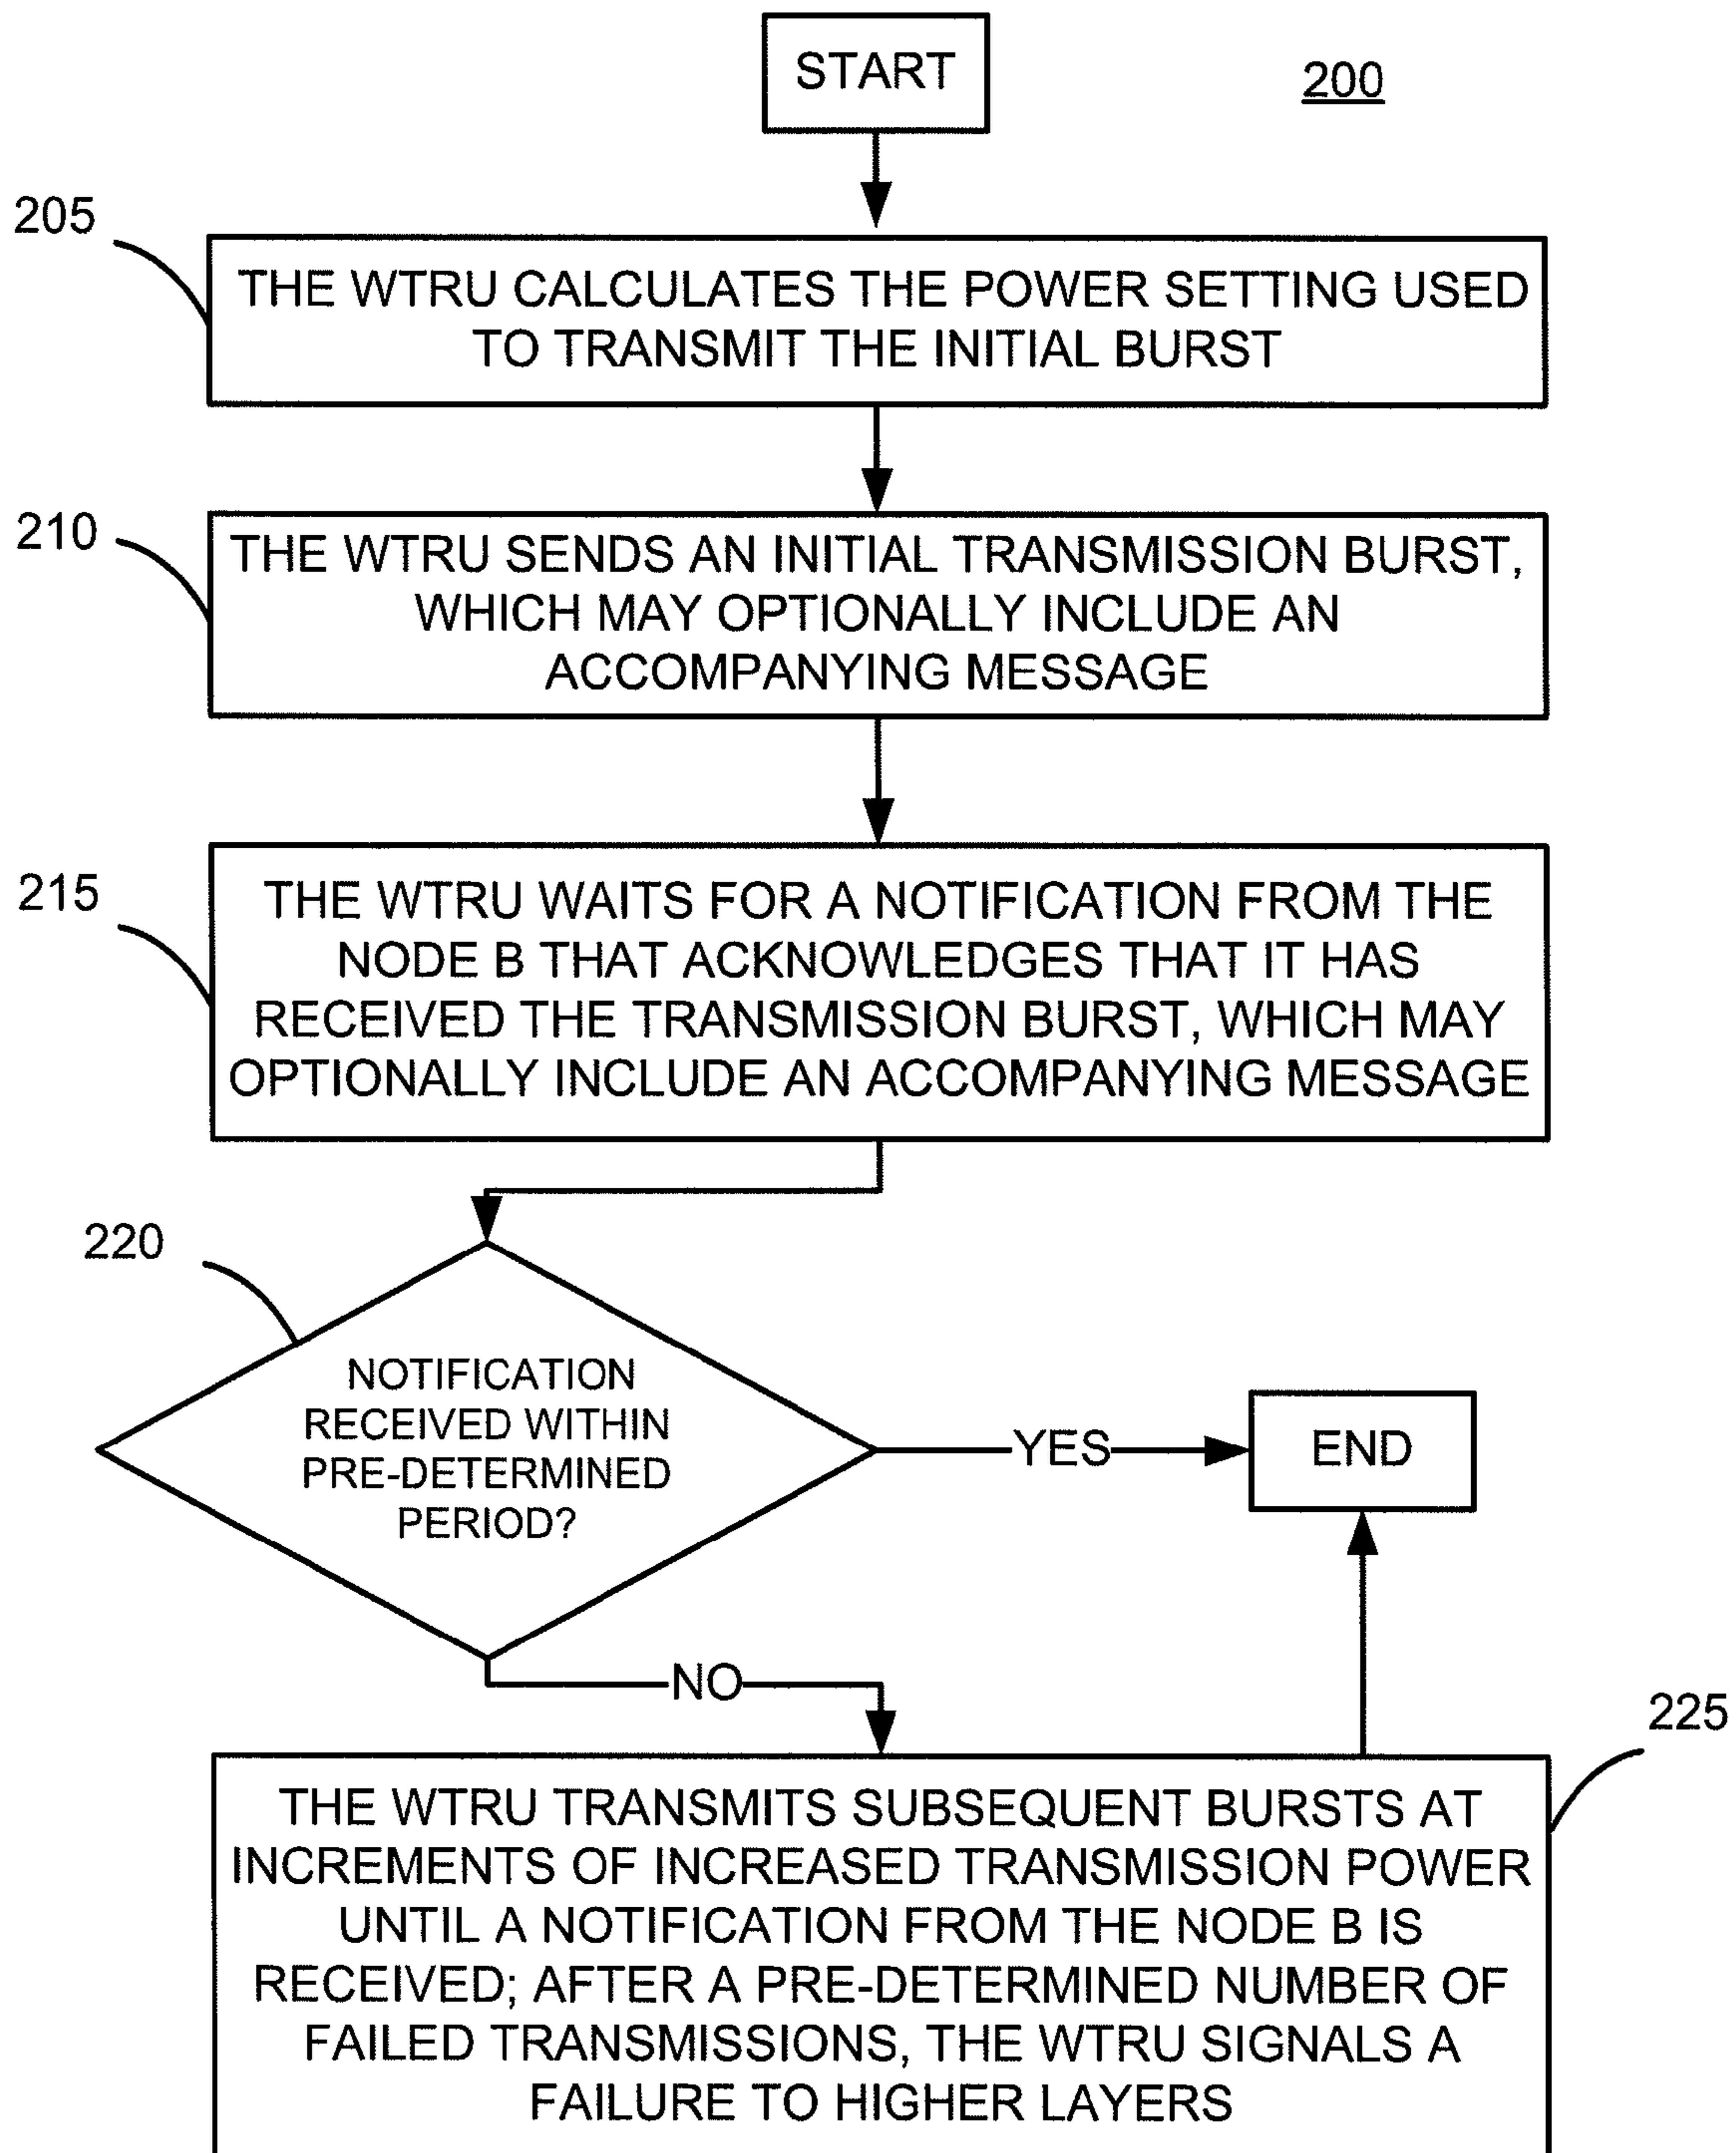 START
200
205
THE WTRU CALCULATES THE POWER SETTING USED
TO TRANSMIT THE INITIAL BURST
210
THE WTRU SENDS AN INITIAL TRANSMISSION BURST,
WHICH MAY OPTIONALLY INCLUDE AN
ACCOMPANYING MESSAGE
215
THE WTRU WAITS FOR A NOTIFICATION FROM THE
NODE B THAT ACKNOWLEDGES THAT IT HAS
RECEIVED THE TRANSMISSION BURST, WHICH MAY
OPTIONALLY INCLUDE AN ACCOMPANYING MESSAGE
220
NOTIFICATION
RECEIVED WITHIN
PRE-DETERMINED
PERIOD?
YES
END
NO
225
THE WTRU TRANSMITS SUBSEQUENT BURSTS AT
INCREMENTS OF INCREASED TRANSMISSION POWER
UNTIL A NOTIFICATION FROM THE NODE B IS
RECEIVED; AFTER A PRE-DETERMINED NUMBER OF
FAILED TRANSMISSIONS, THE WTRU SIGNALS A
FAILURE TO HIGHER LAYERS